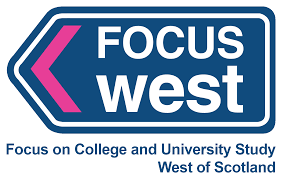 FOCUS
west
Focus on College and University Study
West of Scotland